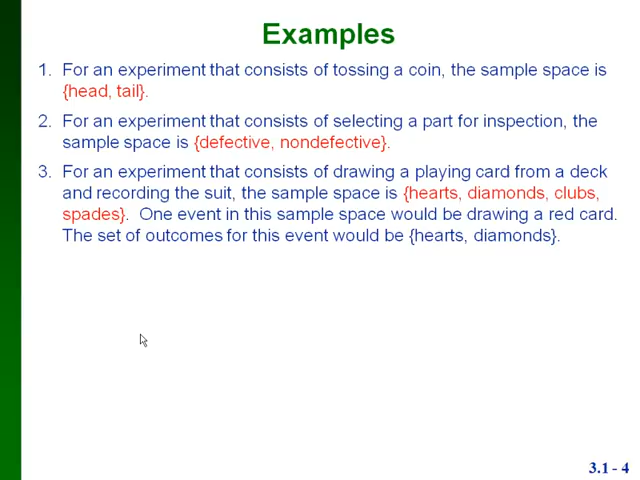 Examples
1. For an experiment that consists of tossing a coin, the sample space is
{head, tail}.
2. For an experiment that consists of selecting a part for inspection, the
sample space is {defective, nondefective}.
3. For an experiment that consists of drawing a playing card from a deck
and recording the suit, the sample space is {hearts, diamonds, clubs,
spades}. One event in this sample space would be drawing a red card.
The set of outcomes for this event would be {hearts, diamonds}.
3.1 - 4